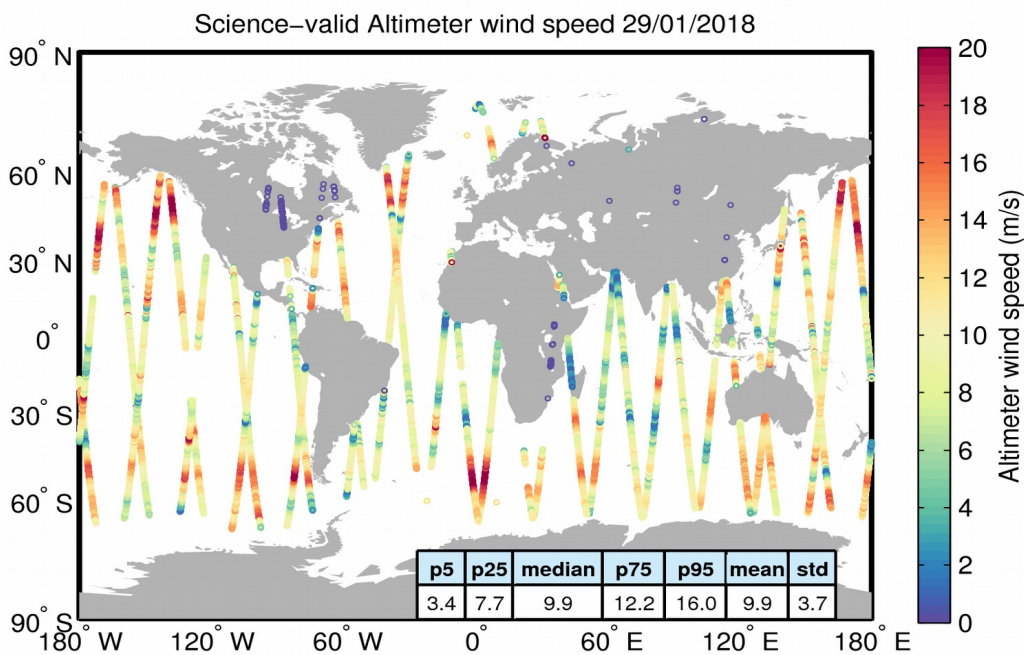 Science−valid Altimeter wind speed 29/01/2018
90° N
60° N
30° N
0°
30° S
60° S
90° S
180° W
120° W
60° W
0°
60° E
120° E
180° E
p5 p25 median p75 p95 mean std
3.4 7.7 9.9 12.2 16.0 9.9 3.7
20
18
16
14
12
10
8
6
4
2
0
Altimeter wind speed (m/s)